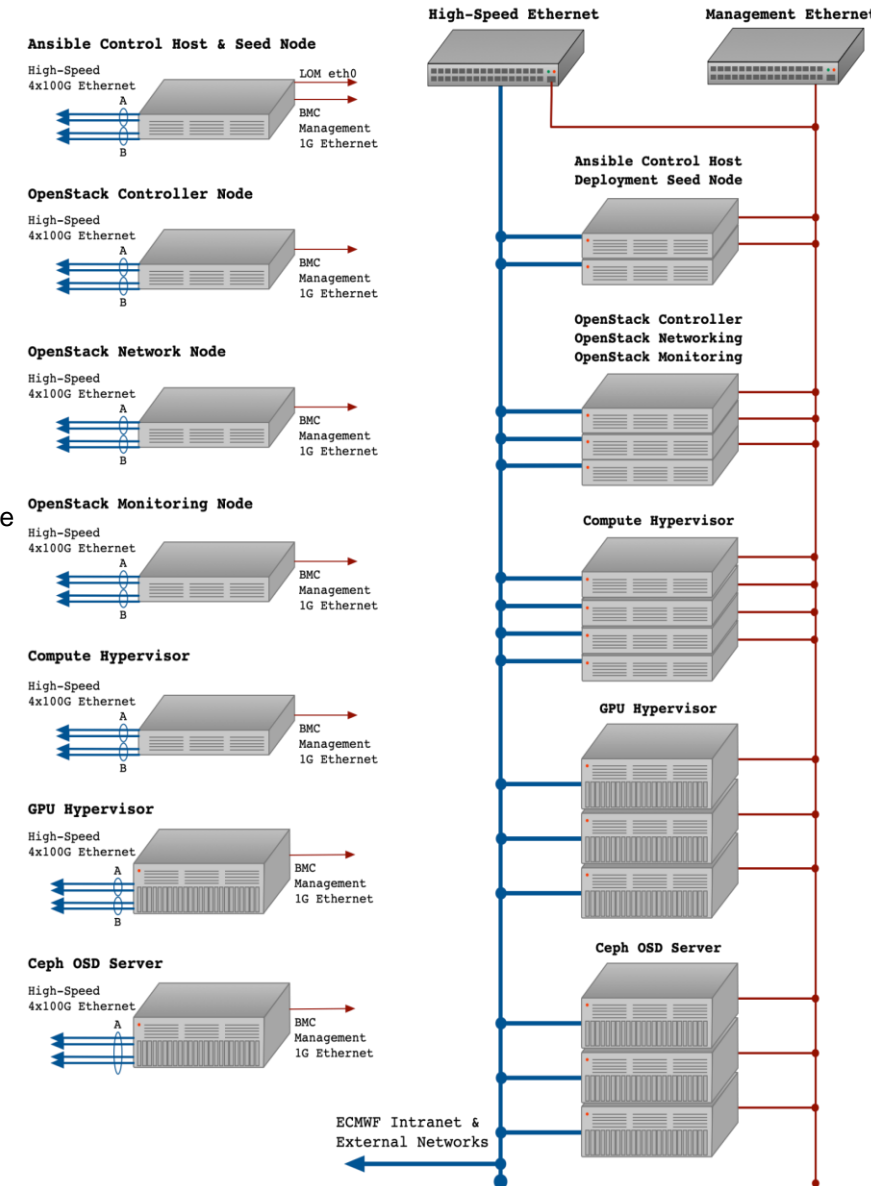 High-Speed Ethernet
Management Ethernet
Ansible Control Host & Seed Node
High-Speed
4x100G Ethernet
A
B
LOM eth0
BMC
Management
1G Ethernet
OpenStack Controller Node
High-Speed
4x100G Ethernet
A
B
BMC
Management
1G Ethernet
OpenStack Network Node
High-Speed
4x100G Ethernet
A
B
BMC
Management
1G Ethernet
e
OpenStack Monitoring Node
High-Speed
4x100G Ethernet
A
B
BMC
Management
1G Ethernet
Compute Hypervisor
High-Speed
4x100G Ethernet
A
B
BMC
Management
1G Ethernet
GPU Hypervisor
High-Speed
4x100G Ethernet
A
B
BMC
Management
1G Ethernet
Ceph OSD Server
High-Speed
4x100G Ethernet
A
BMC
Management
1G Ethernet
Ansible Control Host
Deployment Seed Node
OpenStack Controller
OpenStack Networking
OpenStack Monitoring
Compute Hypervisor
GPU Hypervisor
Ceph OSD Server
ECMWF Intranet &
External Networks